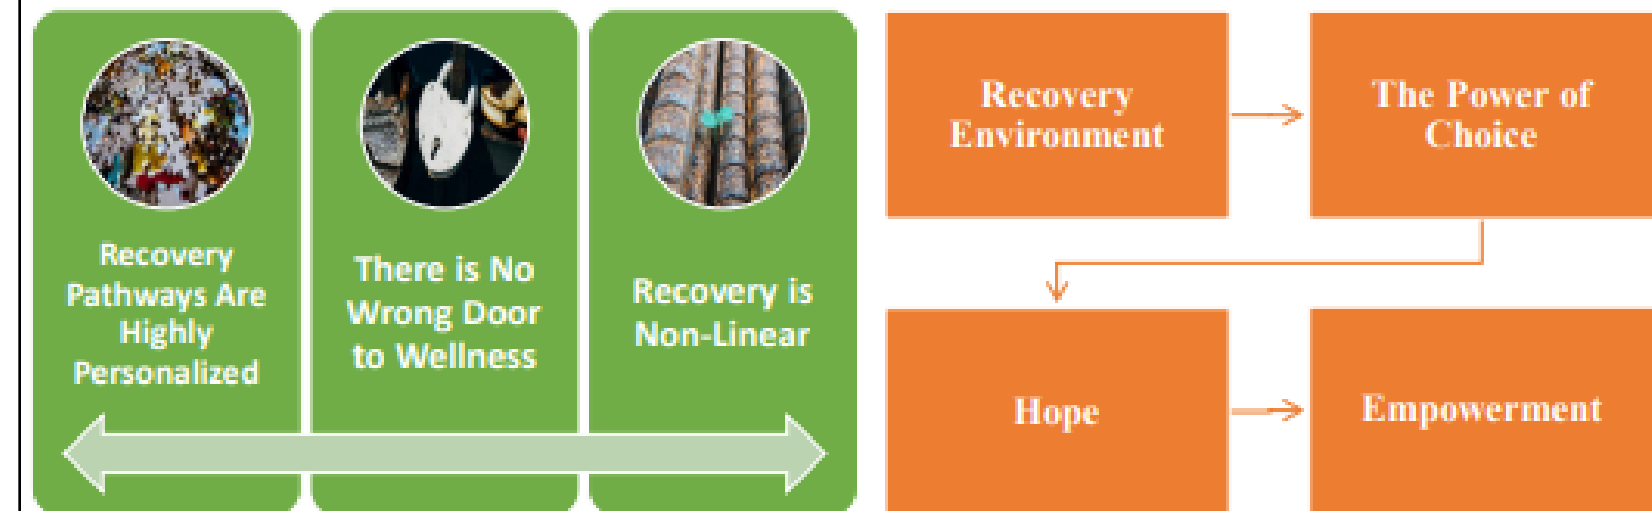 Recovery
Pathways Are
Highly
Personalized
There is No
Wrong Door
to Wellness
Recovery is
Non-Linear
Recovery
Environment
The Power of
Choice
Hope
Empowerment